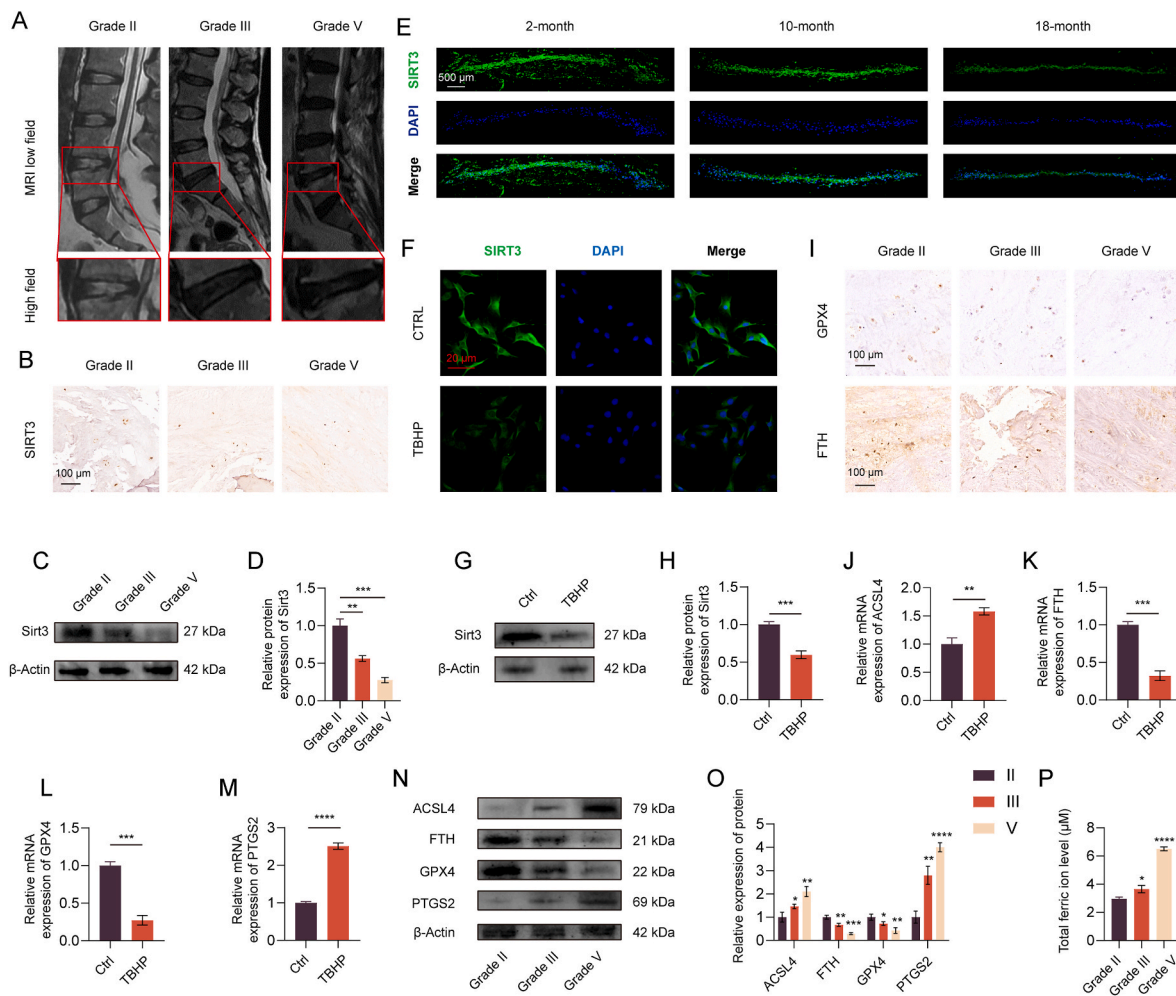 A
Grade II
Grade III
Grade V
MRI low field
High field
B
Grade II
Grade III
Grade V
SIRT3
100 μm
E
2-month
10-month
18-month
SIRT3
500 μm
DAPI
Merge
F
SIRT3
DAPI
Merge
CTRL
20 μm
TBHP
I
Grade II
Grade III
Grade V
GPX4
100 μm
FTH
100 μm
C
Grade II
Grade III
Grade V
Sirt3
27 kDa
β-Actin
42 kDa
D
Relative protein
expression of Sirt3
1.5
1.0
0.5
0.0
***
**
Grade II
Grade III
Grade V
G
Ctrl
TBHP
Sirt3
27 kDa
β-Actin
42 kDa
H
Relative protein
expression of Sirt3
1.5
1.0
0.5
0.0
***
Ctrl
TBHP
J
Relative mRNA
expression of ACSL4
2.0
1.5
1.0
0.5
0.0
**
Ctrl
TBHP
K
Relative mRNA
expression of FTH
1.5
1.0
0.5
0.0
***
Ctrl
TBHP
L
Relative mRNA
expression of GPX4
1.5
1.0
0.5
0.0
***
Ctrl
TBHP
M
Relative mRNA
expression of PTGS2
3
2
1
0
****
Ctrl
TBHP
N
ACSL4
79 kDa
FTH
21 kDa
GPX4
22 kDa
PTGS2
69 kDa
β-Actin
42 kDa
Grade II
Grade III
Grade V
O
II
III
V
Relative expression of protein
6
5
4
3
2
1
0
* **
** ***
* **
** ****
ACSL4
FTH
GPX4
PTGS2
P
Total ferric ion level (μM)
8
6
4
2
0
*
****
Grade II
Grade III
Grade V